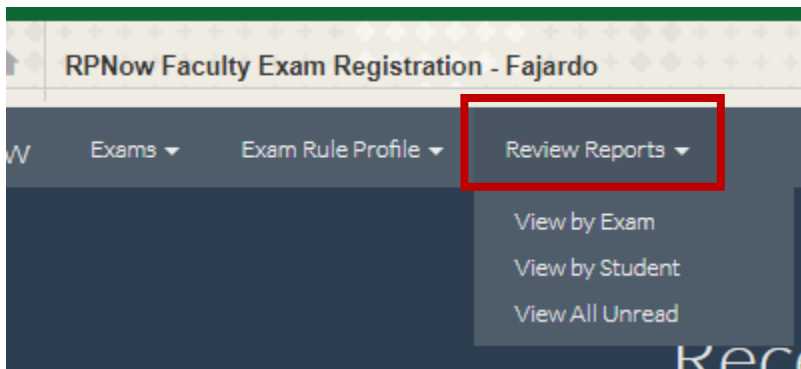 RPNow Faculty Exam Registration - Fajardo
W Exams Exam Rule Profile Review Reports
View by Exam
View by Student
View All Unread
Rec